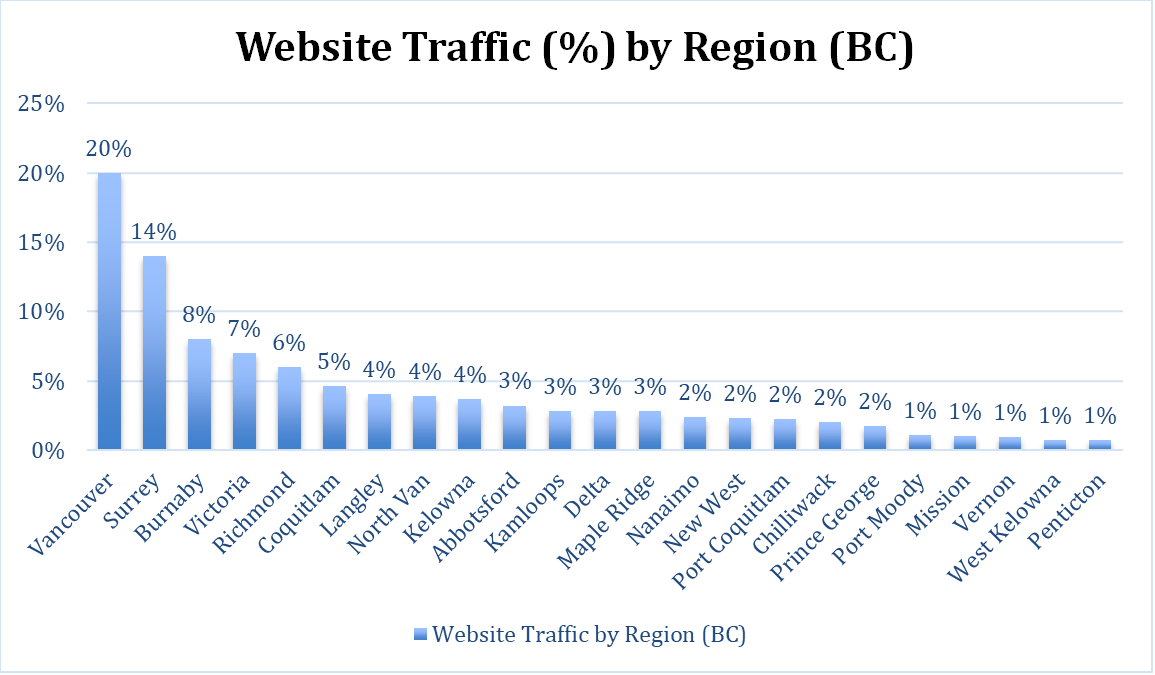 Website Traffic (%) by Region (BC)
25%
20%
15%
10%
5%
0%
20%
14%
8%
7%
6%
5%
4%
4%
4%
3%
3%
3%
3%
2%
2%
2%
2%
2%
1%
1%
1%
1%
1%
Vancouver
Surrey
Burnaby
Victoria
Richmond
Coquitlam
Langley
North Van
Kelowna
Abbotsford
Kamloops
Delta
Maple Ridge
Nanaimo
New West
Port Coquitlam
Chilliwack
Prince George
Port Moody
Mission
Vernon
West Kelowna
Penticton
Website Traffic by Region (BC)